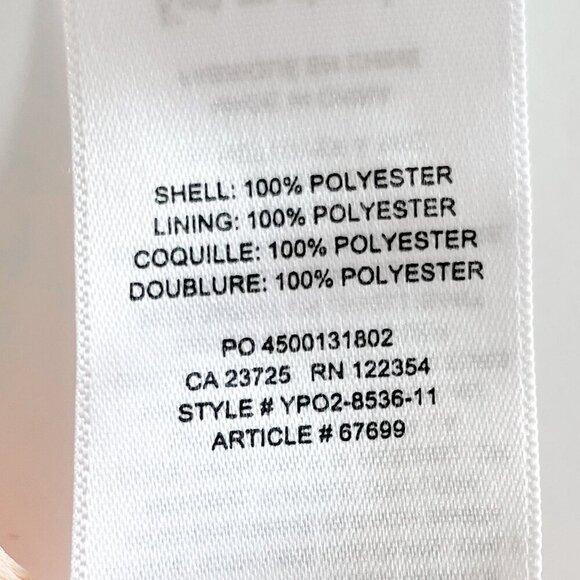 SHELL: 100% POLYESTER
LINING: 100% POLYESTER
COQUILLE: 100% POLYESTER
DOUBLURE: 100% POLYESTER
PO 4500131802
CA 23725 RN 122354
STYLE # YPO2-8536-11
ARTICLE # 67699